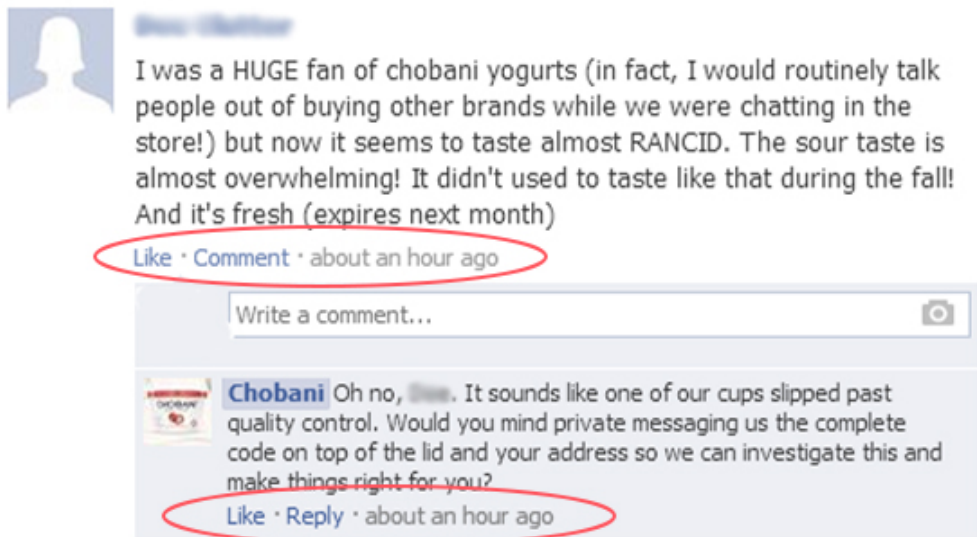 I was a HUGE fan of chobani yogurts (in fact, I would routinely talk
people out of buying other brands while we were chatting in the
store!) but now it seems to taste almost RANCID. The sour taste is
almost overwhelming! It didn't used to taste like that during the fall!
And it's fresh (expires next month)
Like · Comment · about an hour ago
Write a comment...
CHOBANI
Chobani Oh no, . It sounds like one of our cups slipped past
quality control. Would you mind private messaging us the complete
code on top of the lid and your address so we can investigate this and
make things right for you?
Like · Reply · about an hour ago